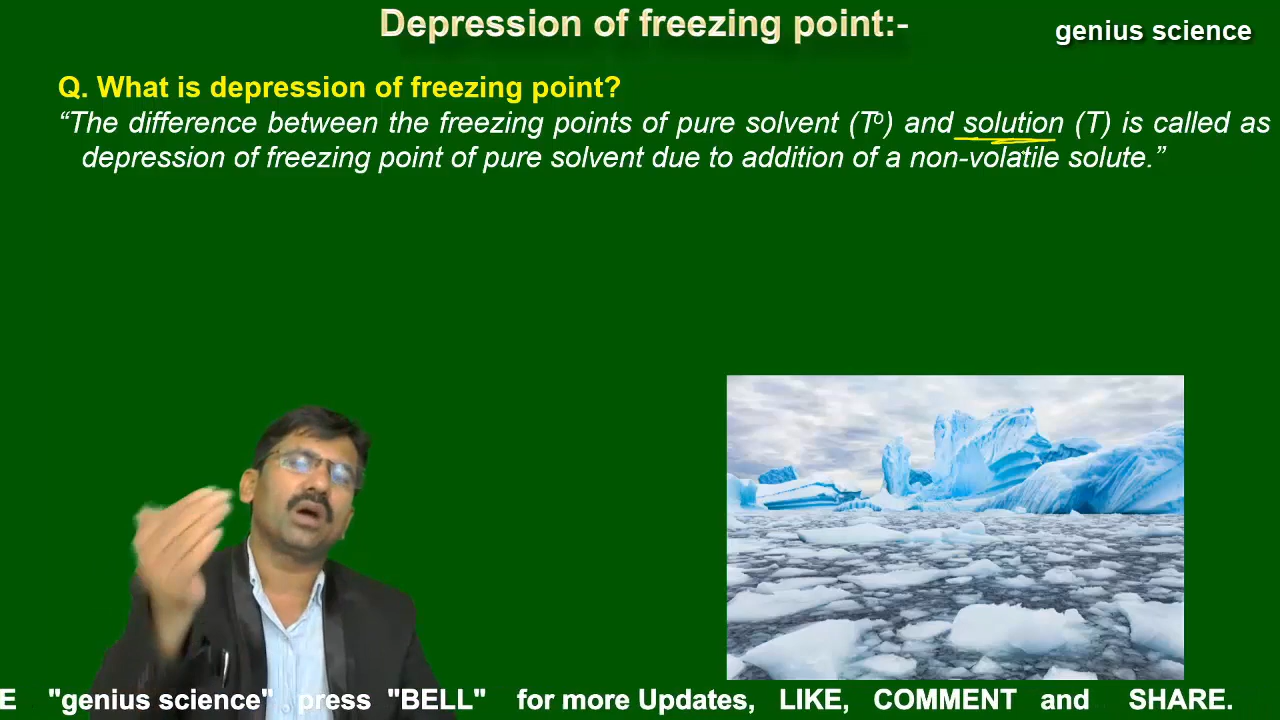 Depression of freezing point:-
genius science
Q. What is depression of freezing point?
“The difference between the freezing points of pure solvent (Tº) and solution (T) is called as
depression of freezing point of pure solvent due to addition of a non-volatile solute.”
E "genius science" press "BELL" for more Updates, LIKE, COMMENT and SHARE.